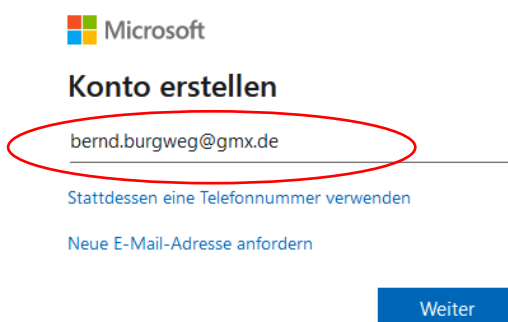 Microsoft
Konto erstellen
bernd.burgweg@gmx.de
Stattdessen eine Telefonnummer verwenden
Neue E-Mail-Adresse anfordern
Weiter